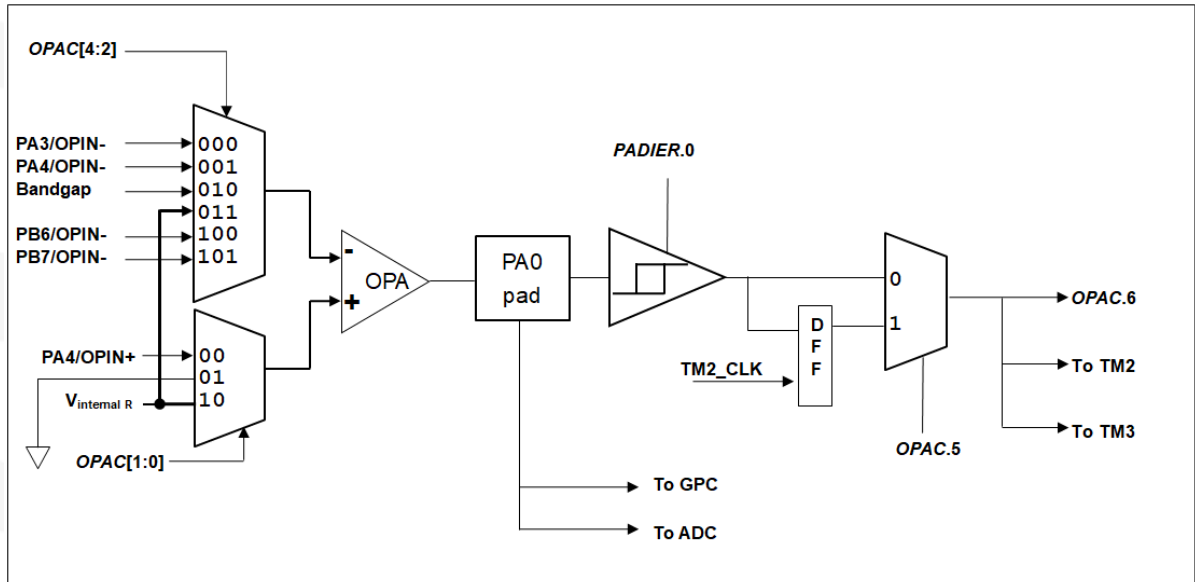 OPAC[4:2]
PA3/OPIN-
PA4/OPIN-
Bandgap
PB6/OPIN-
PB7/OPIN-
000
001
010
011
100
101
PA4/OPIN+
Vinternal R
00
01
10
OPAC[1:0]
-
+
OPA
PA0
pad
PADIER.0
TM2_CLK
D
F
F
0
1
OPAC.5
OPAC.6
To TM2
To TM3
To GPC
To ADC